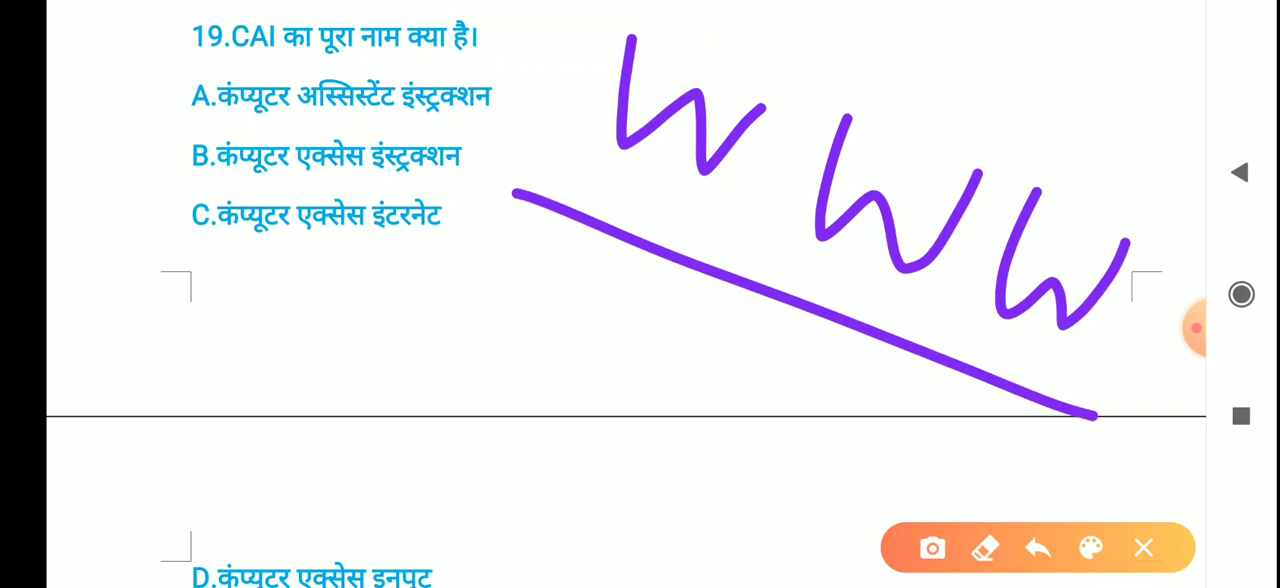 19.CAI का पूरा नाम क्या है।
A.कंप्यूटर अस्सिस्टेंट इंस्ट्रक्शन
B.कंप्यूटर एक्सेस इंस्ट्रक्शन
C.कंप्यूटर एक्सेस इंटरनेट
W W W
D.कंप्यूटर एक्सेस इनपुट